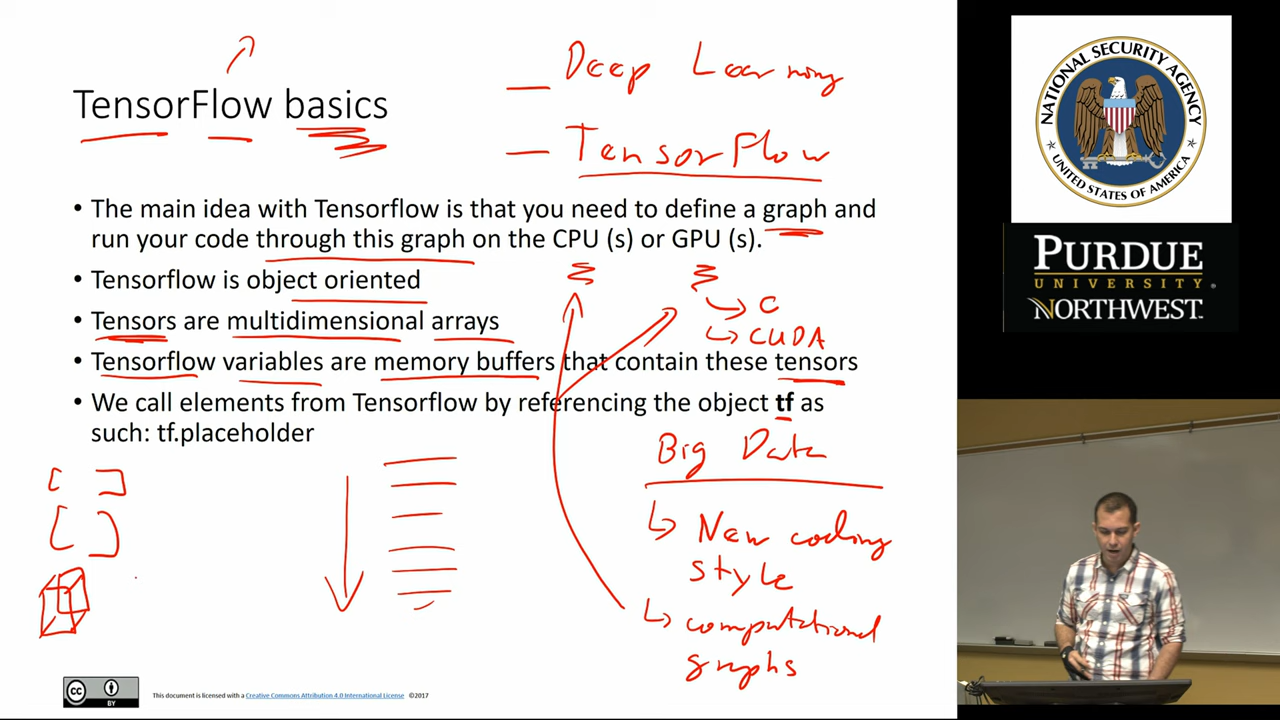 Deep Learning
TensorFlow basics
TensorFlow
• The main idea with Tensorflow is that you need to define a graph and
run your code through this graph on the CPU (s) or GPU (s).
• Tensorflow is object oriented
C
• Tensors are multidimensional arrays
CUDA
• Tensorflow variables are memory buffers that contain these tensors
• We call elements from Tensorflow by referencing the object tf as
such: tf.placeholder
Big Data
New coding
style
computational
graphs
CC BY
This document is licensed with a Creative Commons Attribution 4.0 International License ©2017
NATIONAL SECURITY AGENCY
UNITED STATES OF AMERICA
PURDUE
UNIVERSITY
NORTHWEST